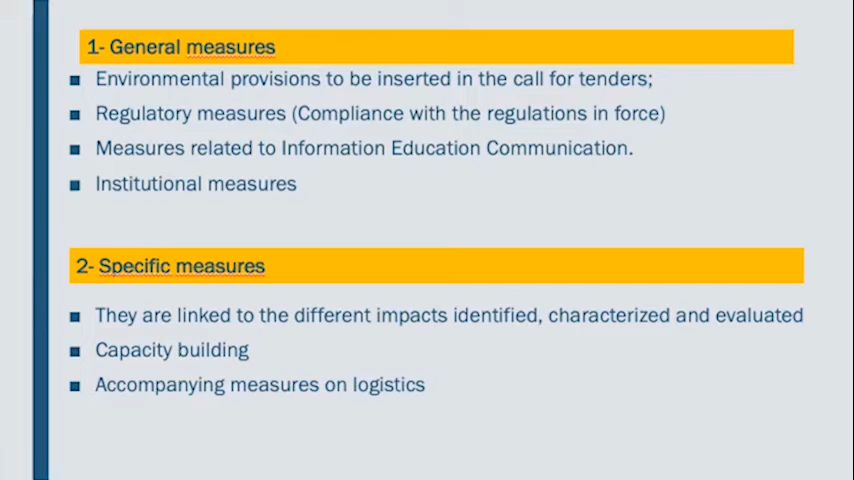 1- General measures
Environmental provisions to be inserted in the call for tenders;
Regulatory measures (Compliance with the regulations in force)
Measures related to Information Education Communication.
Institutional measures
2- Specific measures
They are linked to the different impacts identified, characterized and evaluated
Capacity building
Accompanying measures on logistics